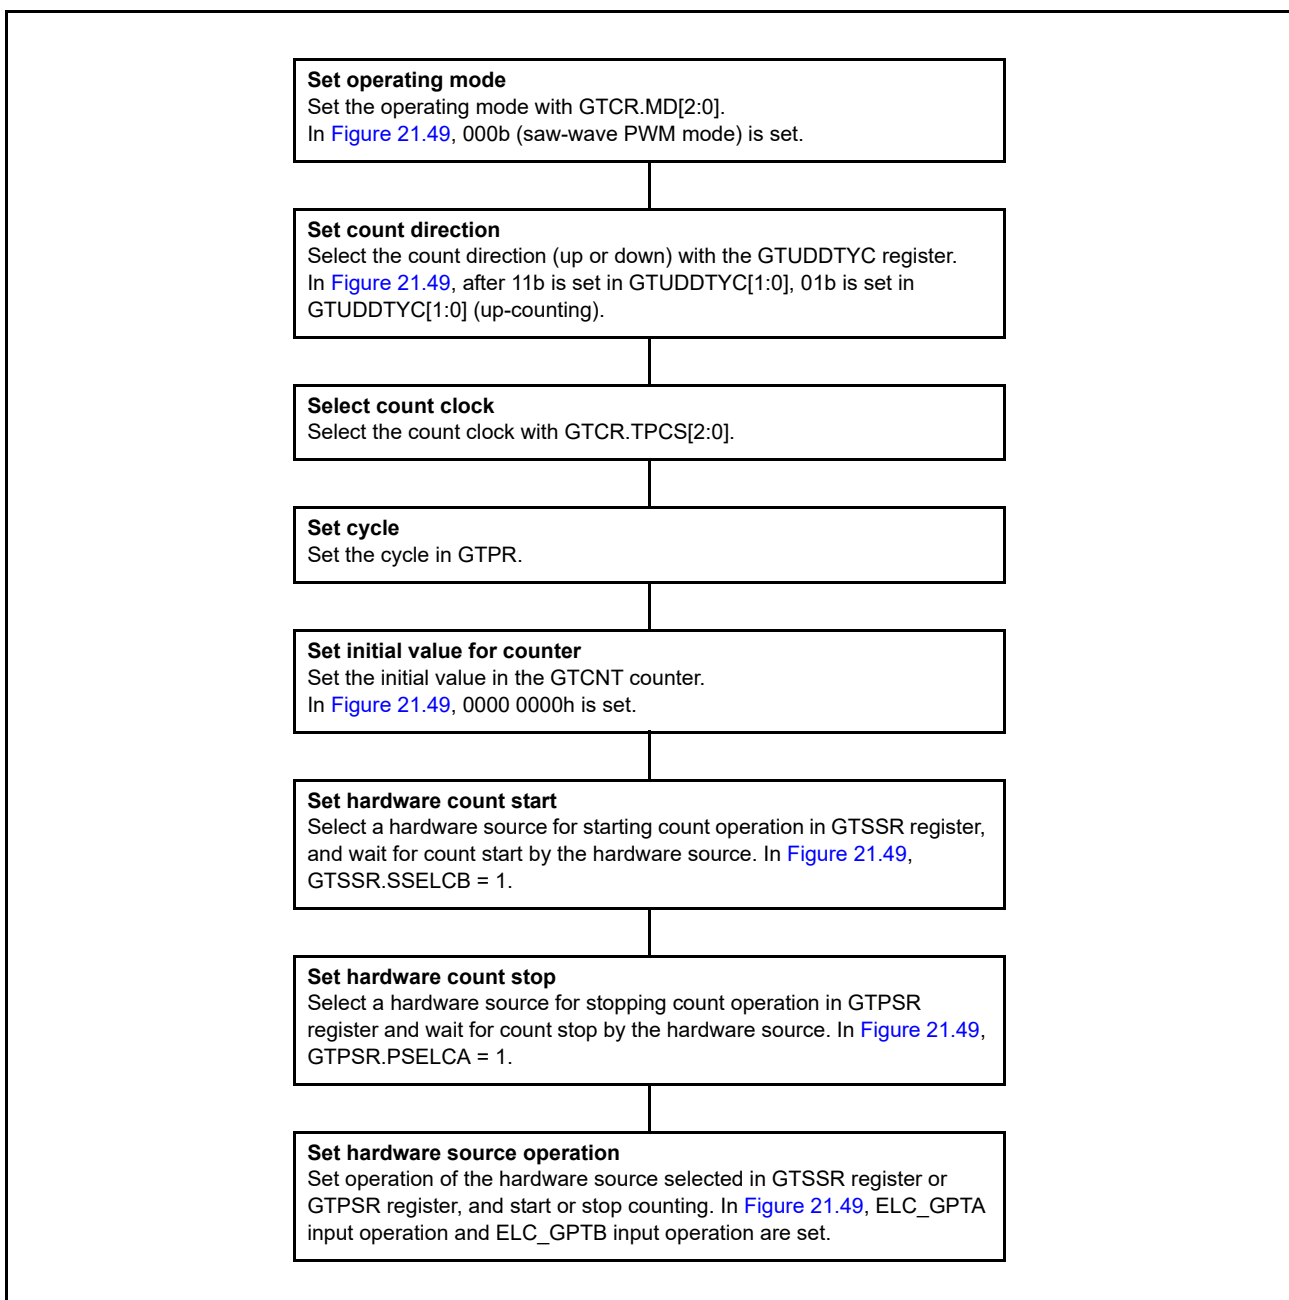 Set operating mode
Set the operating mode with GTCR.MD[2:0].
In Figure 21.49, 000b (saw-wave PWM mode) is set.
Set count direction
Select the count direction (up or down) with the GTUDDTYC register.
In Figure 21.49, after 11b is set in GTUDDTYC[1:0], 01b is set in
GTUDDTYC[1:0] (up-counting).
Select count clock
Select the count clock with GTCR.TPCS[2:0].
Set cycle
Set the cycle in GTPR.
Set initial value for counter
Set the initial value in the GTCNT counter.
In Figure 21.49, 0000 0000h is set.
Set hardware count start
Select a hardware source for starting count operation in GTSSR register,
and wait for count start by the hardware source. In Figure 21.49,
GTSSR.SSELCB = 1.
Set hardware count stop
Select a hardware source for stopping count operation in GTPSR
register and wait for count stop by the hardware source. In Figure 21.49,
GTPSR.PSELCA = 1.
Set hardware source operation
Set operation of the hardware source selected in GTSSR register or
GTPSR register, and start or stop counting. In Figure 21.49, ELC_GPTA
input operation and ELC_GPTB input operation are set.